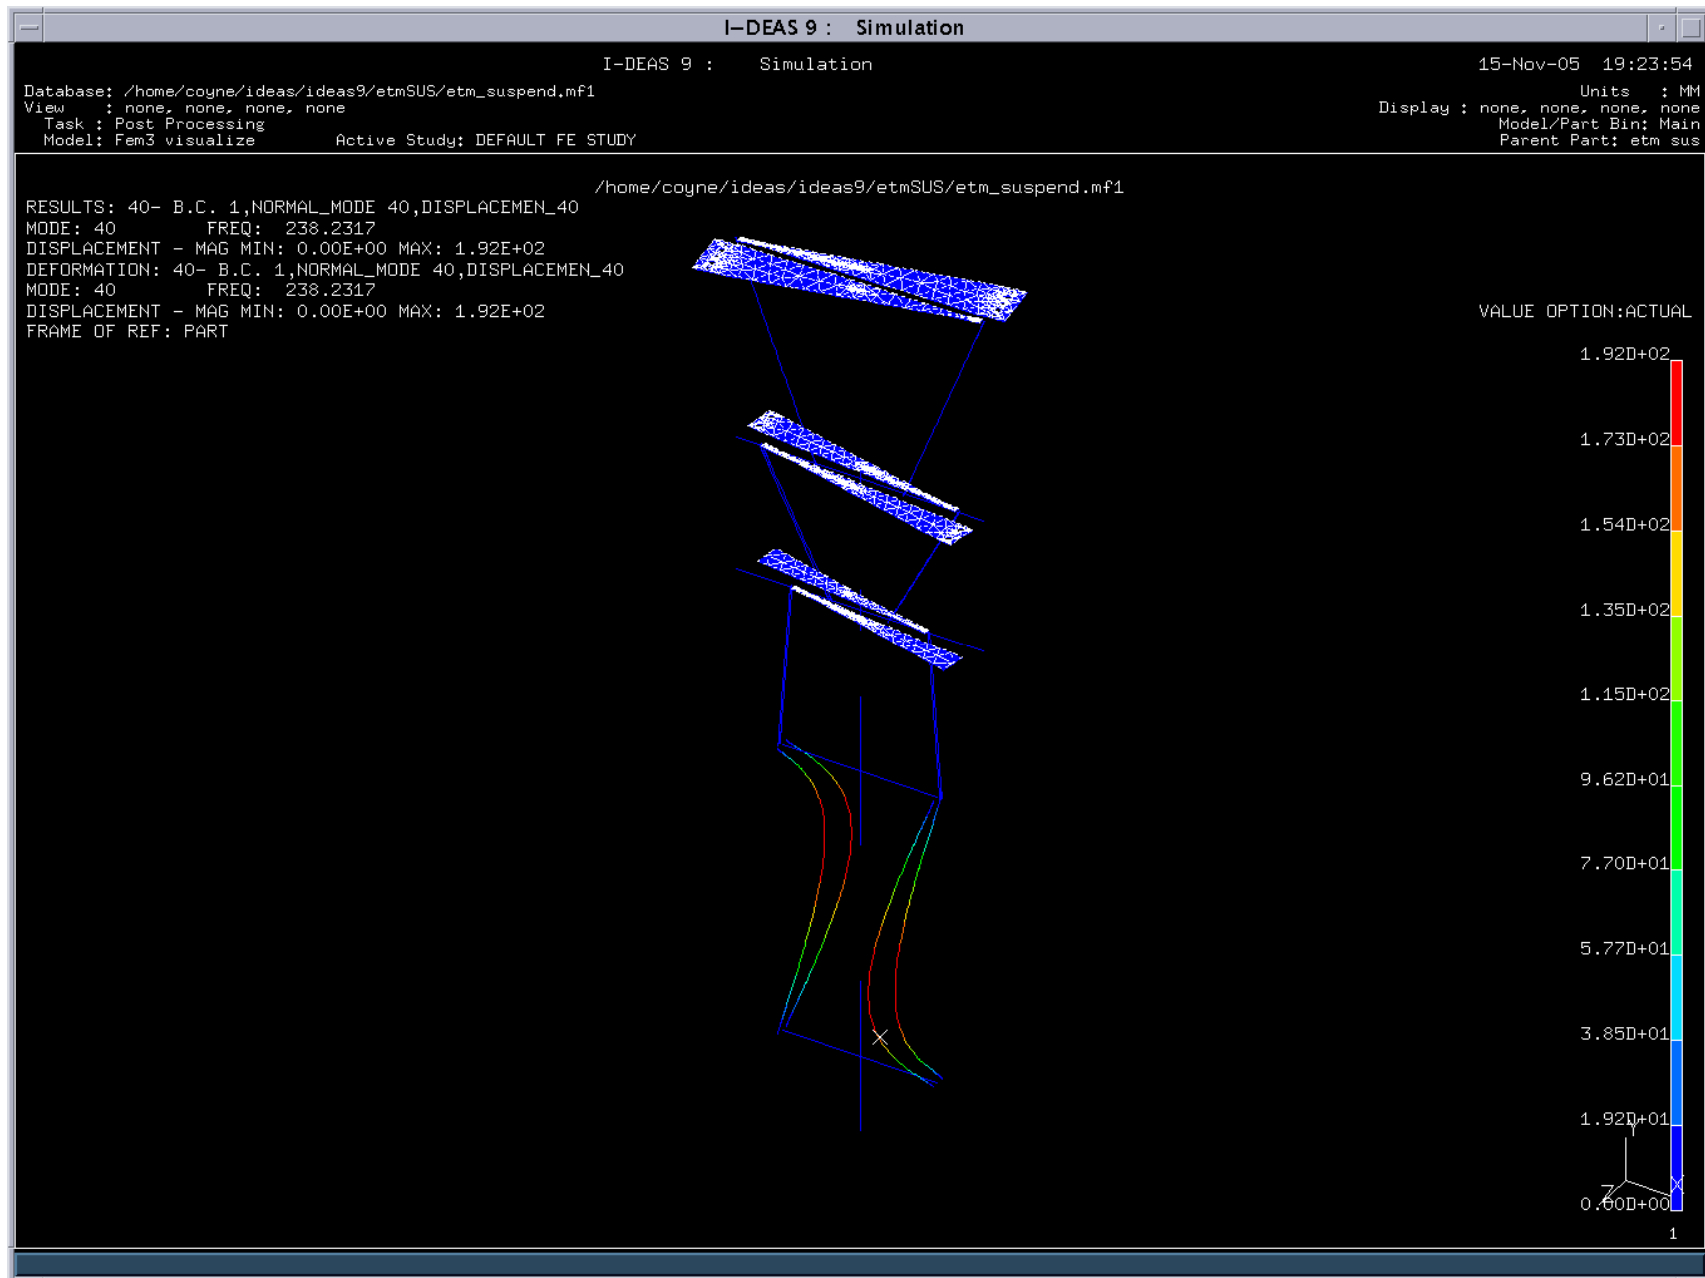 I-DEAS 9 :   Simulation
I-DEAS 9 :    Simulation
15-Nov-05  19:23:54
Database: /home/coyne/ideas/ideas9/etmSUS/etm_suspend.mf1
Units   : MM
View    : none, none, none, none
Display : none, none, none, none
Task : Post Processing
Model/Part Bin: Main
Model: Fem3 visualize        Active Study: DEFAULT FE STUDY
Parent Part: etm sus
/home/coyne/ideas/ideas9/etmSUS/etm_suspend.mf1
RESULTS: 40- B.C. 1,NORMAL_MODE 40,DISPLACEMEN_40
MODE: 40        FREQ:  238.2317
DISPLACEMENT - MAG MIN: 0.00E+00 MAX: 1.92E+02
DEFORMATION: 40- B.C. 1,NORMAL_MODE 40,DISPLACEMEN_40
MODE: 40        FREQ:  238.2317
DISPLACEMENT - MAG MIN: 0.00E+00 MAX: 1.92E+02
FRAME OF REF: PART
VALUE OPTION:ACTUAL
1.92D+02
1.73D+02
1.54D+02
1.35D+02
1.15D+02
9.62D+01
7.70D+01
5.77D+01
3.85D+01
1.92D+01
Y
X
Z
0.00D+00
1